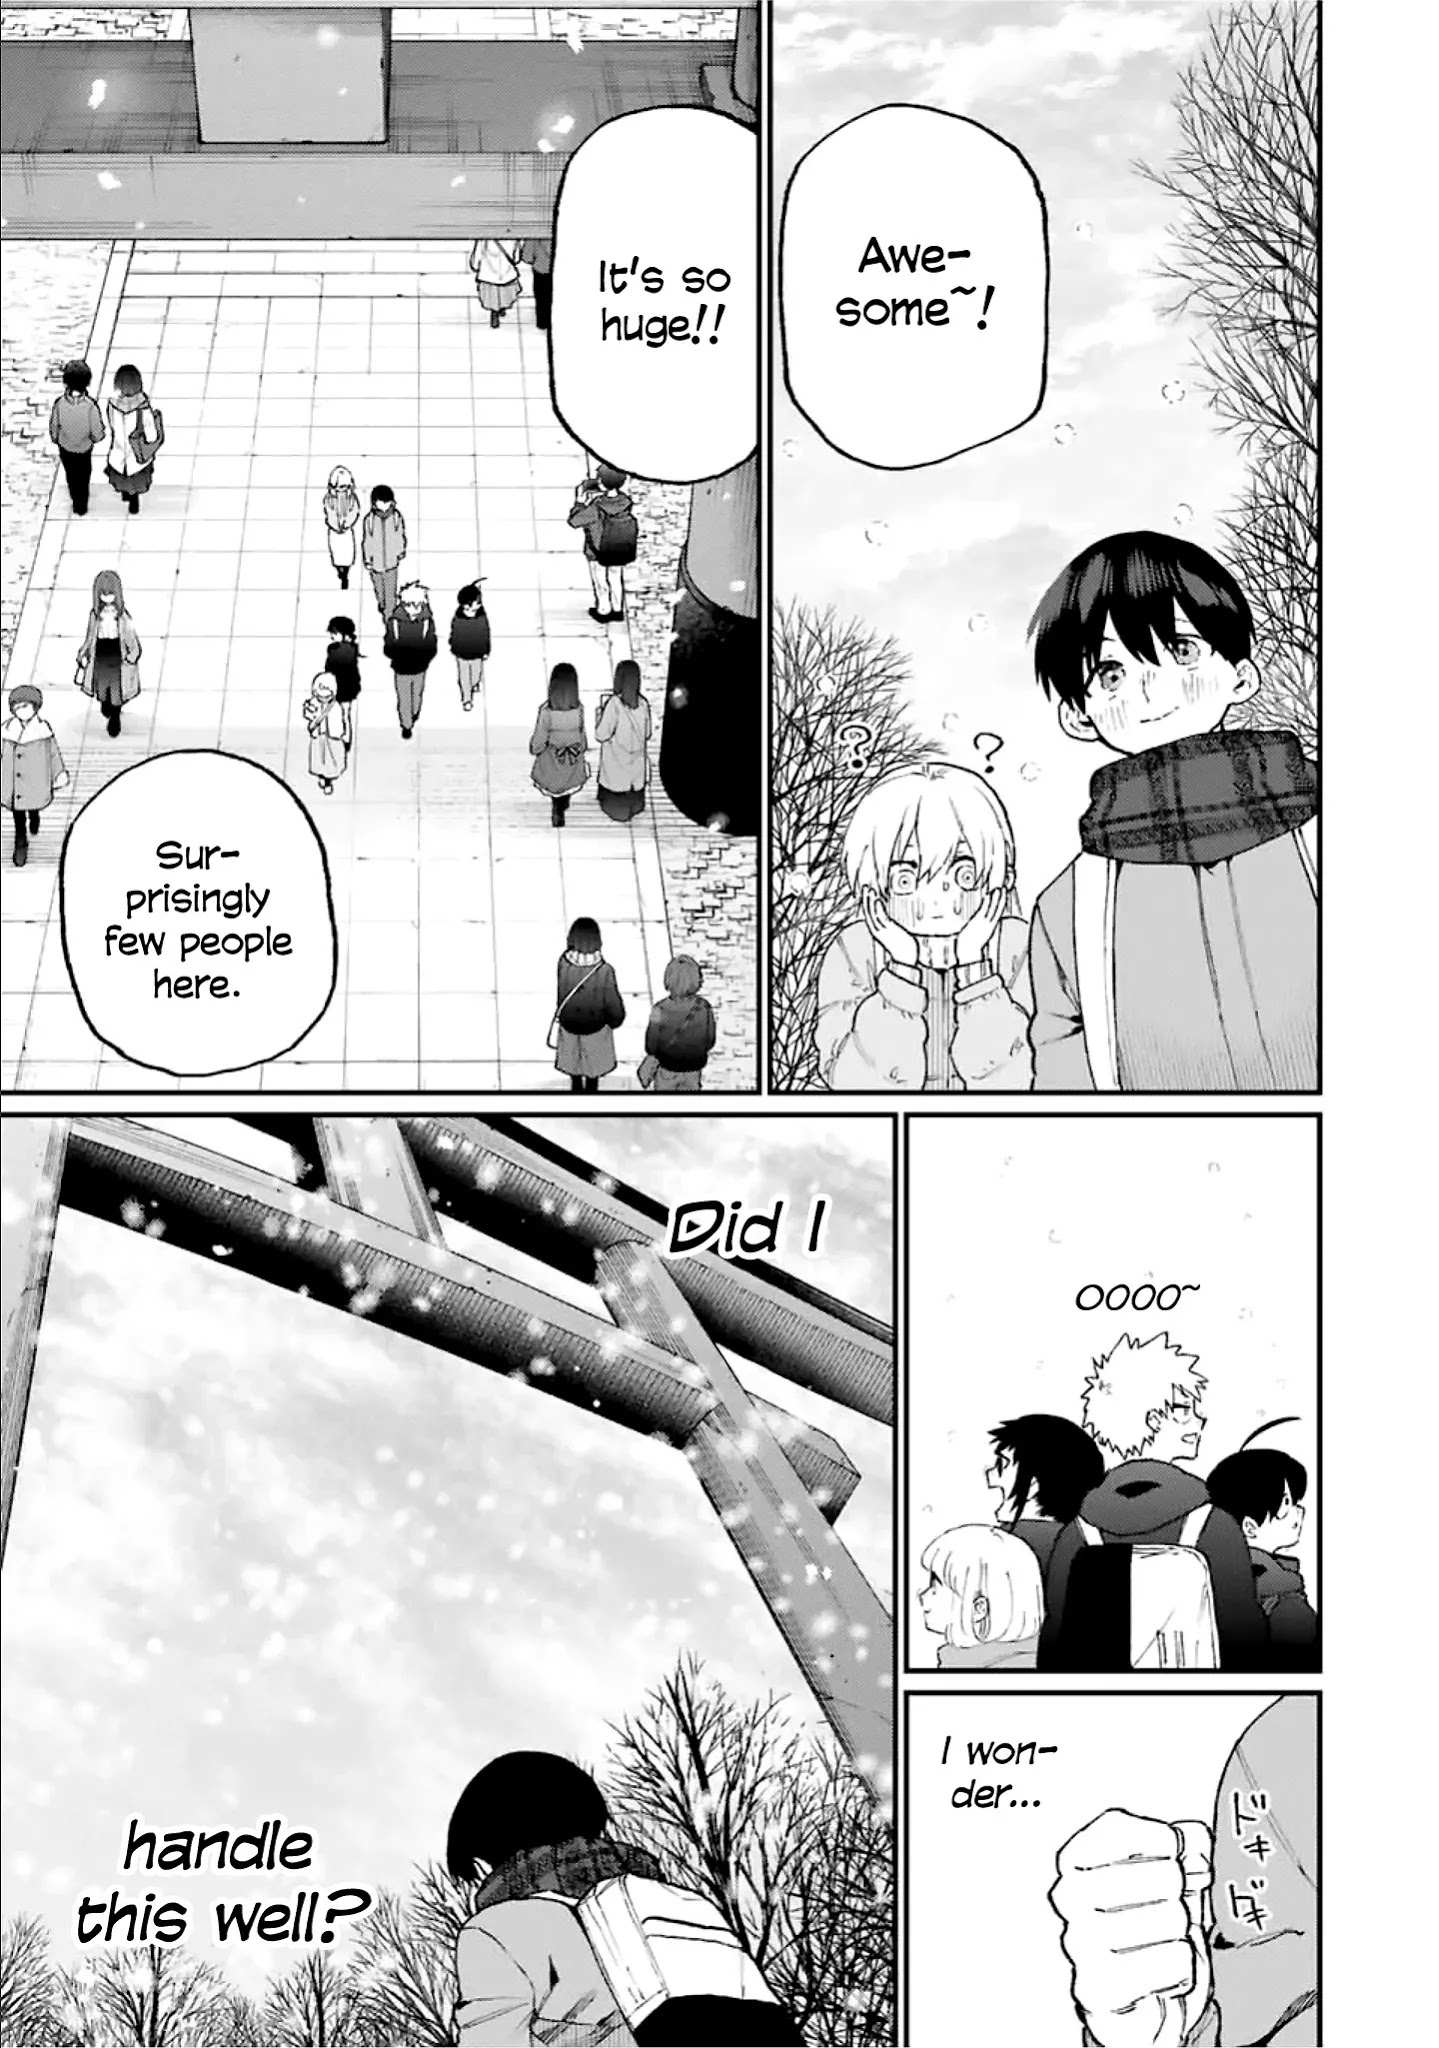 Awe-
some~!
? ?
It's so
huge!!
Sur-
prisingly
few people
here.
OOOO~
I won-
der...
ドキ
ドキ
Did I
handle
this well?